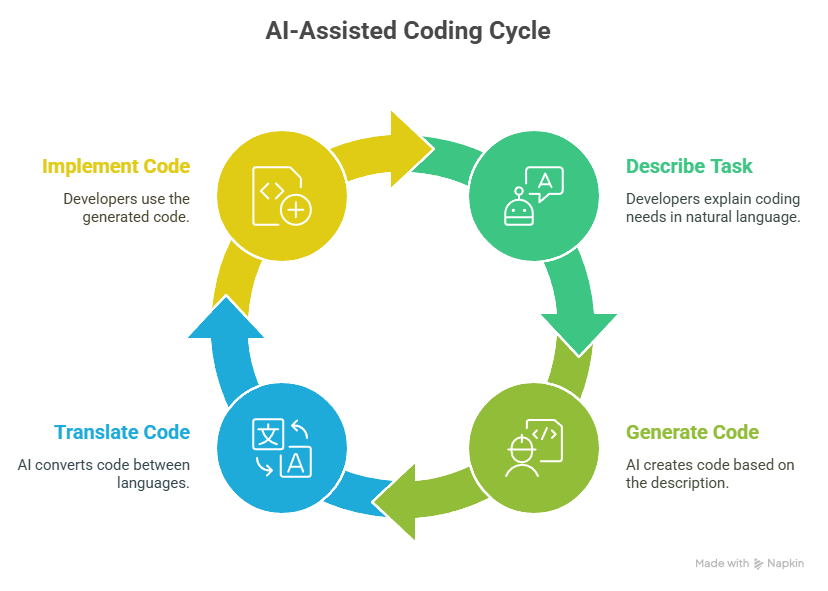 AI-Assisted Coding Cycle
Implement Code
Developers use the
generated code.
A
Describe Task
Developers explain coding
needs in natural language.
Translate Code
AI converts code between
languages.
文
A
</>
Generate Code
AI creates code based on
the description.
Made with Napkin